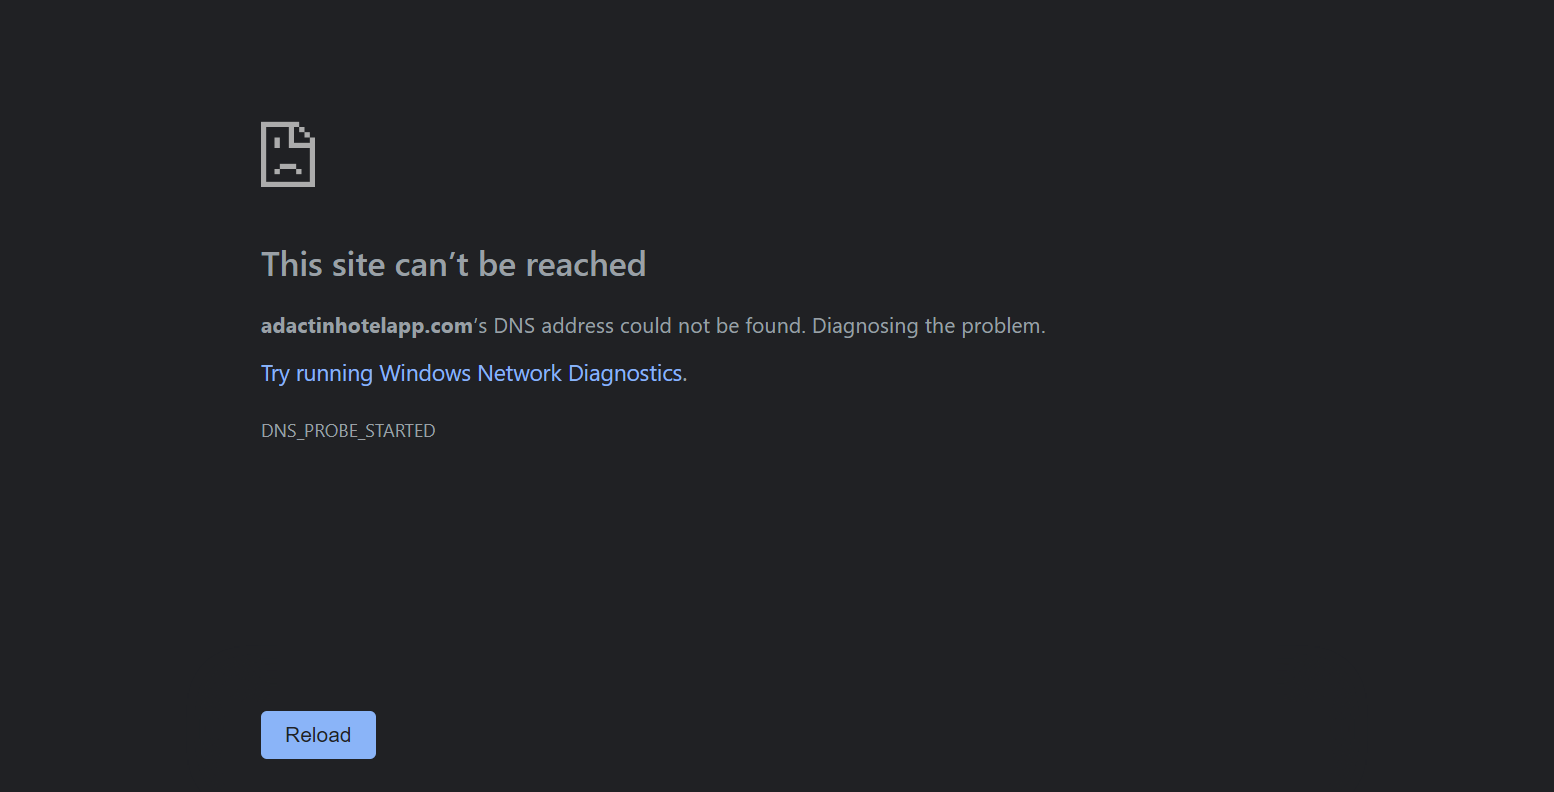 This site can’t be reached
adactinhotelapp.com’s DNS address could not be found. Diagnosing the problem.
Try running Windows Network Diagnostics.
DNS_PROBE_STARTED
Reload